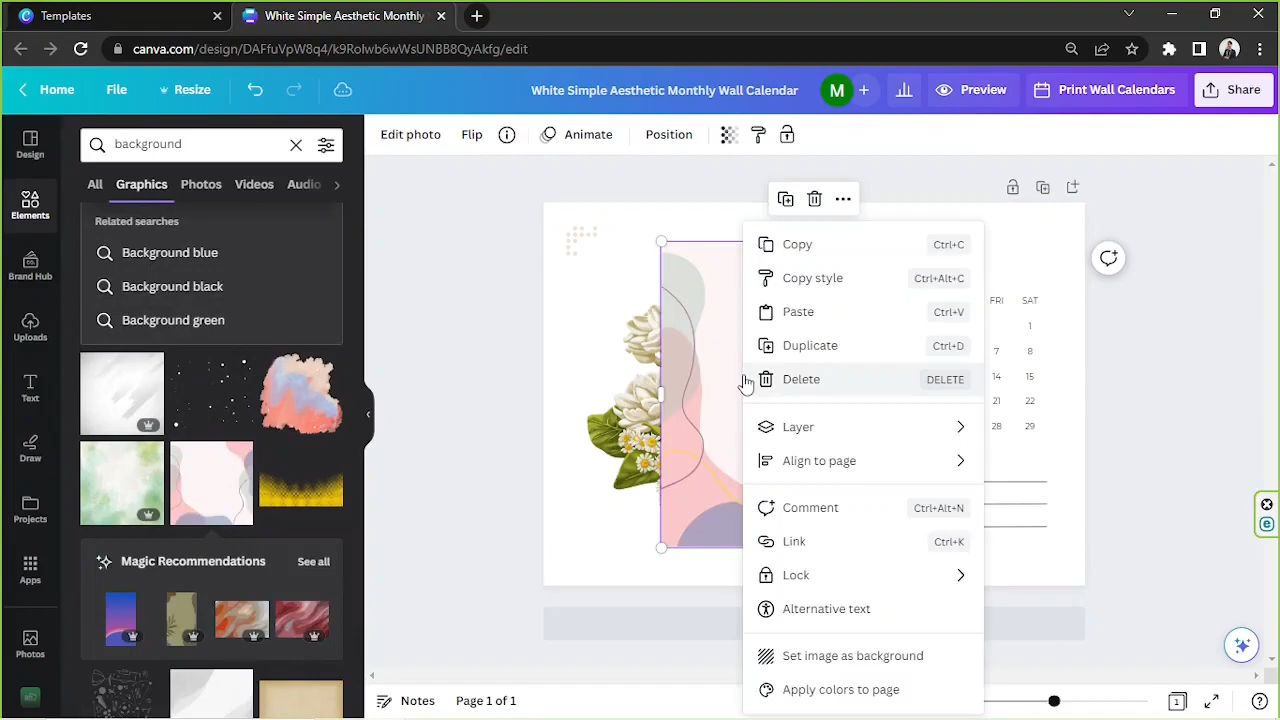 Templates
White Simple Aesthetic Monthly
canva.com/design/DAFfuVpW8q4/k9Rolwb6wWsUNBB8QyAkfg/edit
Home
File
Resize
White Simple Aesthetic Monthly Wall Calendar
M
Preview
Print Wall Calendars
Share
Design
Elements
Brand Hub
Uploads
Text
Draw
Projects
Apps
Photos
background
All
Graphics
Photos
Videos
Audio
Related searches
Background blue
Background black
Background green
Magic Recommendations
See all
Edit photo
Flip
Animate
Position
Copy Ctrl+C
Copy style Ctrl+Alt+C
Paste Ctrl+V
Duplicate Ctrl+D
Delete DELETE
Layer
Align to page
Comment Ctrl+Alt+N
Link Ctrl+K
Lock
Alternative text
Set image as background
Apply colors to page
FRI SAT
1
7 8
14 15
21 22
28 29
Notes
Page 1 of 1
1